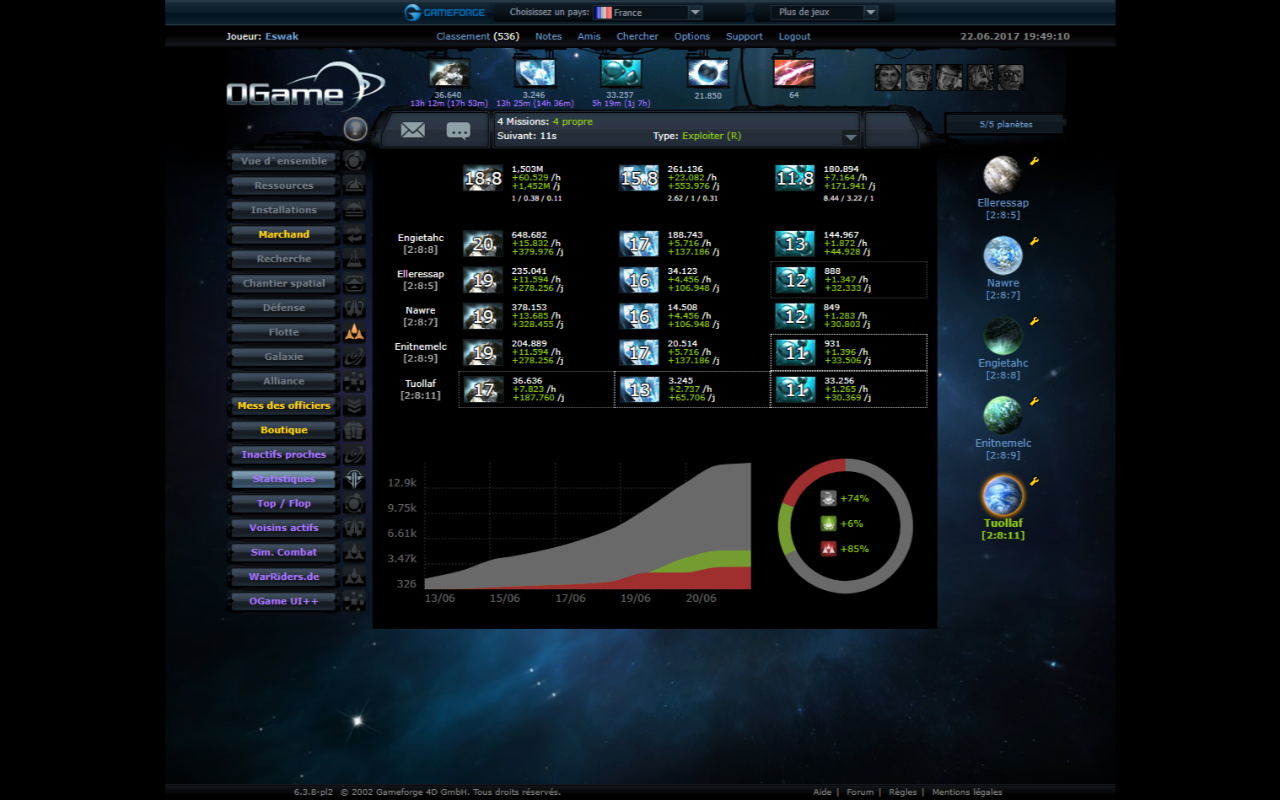 GAMEFORGE Choisissez un pays: France Plus de jeux
Joueur: Eswak Classement (536) Notes Amis Chercher Options Support Logout 22.06.2017 19:49:10
OGame
36.640 3.246 33.257 21.850 64
13h 12m (17h 53m) 13h 25m (14h 36m) 5h 19m (1j 7h)
4 Missions: 4 propre
Suivant: 11s Type: Exploiter (R)
5/5 planètes
Vue d`ensemble
Ressources
Installations
Marchand
Recherche
Chantier spatial
Défense
Flotte
Galaxie
Alliance
Mess des officiers
Boutique
Inactifs proches
Statistiques
Top / Flop
Voisins actifs
Sim. Combat
WarRiders.de
OGame UI++
18.8
1,503M
+60.529 /h
+1,452M /j
1 / 0.38 / 0.11
15.8
261.136
+23.082 /h
+553.976 /j
2.62 / 1 / 0.31
11.8
180.894
+7.164 /h
+171.941 /j
8.44 / 3.22 / 1
Engietahc
[2:8:8]
20
648.682
+15.832 /h
+379.976 /j
17
188.743
+5.716 /h
+137.186 /j
13
144.967
+1.872 /h
+44.928 /j
Elleressap
[2:8:5]
19
235.041
+11.594 /h
+278.256 /j
16
34.123
+4.456 /h
+106.948 /j
12
888
+1.347 /h
+32.333 /j
Nawre
[2:8:7]
19
378.153
+13.685 /h
+328.455 /j
16
14.508
+4.456 /h
+106.948 /j
12
849
+1.283 /h
+30.803 /j
Enitnemelc
[2:8:9]
19
204.889
+11.594 /h
+278.256 /j
17
20.514
+5.716 /h
+137.186 /j
11
931
+1.396 /h
+33.506 /j
Tuollaf
[2:8:11]
17
36.636
+7.823 /h
+187.760 /j
13
3.245
+2.737 /h
+65.706 /j
11
33.256
+1.265 /h
+30.369 /j
12.9k
9.75k
6.61k
3.47k
326
13/06 15/06 17/06 19/06 20/06
+74%
+6%
+85%
Elleressap
[2:8:5]
Nawre
[2:8:7]
Engietahc
[2:8:8]
Enitnemelc
[2:8:9]
Tuollaf
[2:8:11]
6.3.8-pl2 © 2002 Gameforge 4D GmbH. Tous droits réservés. Aide | Forum | Règles | Mentions légales